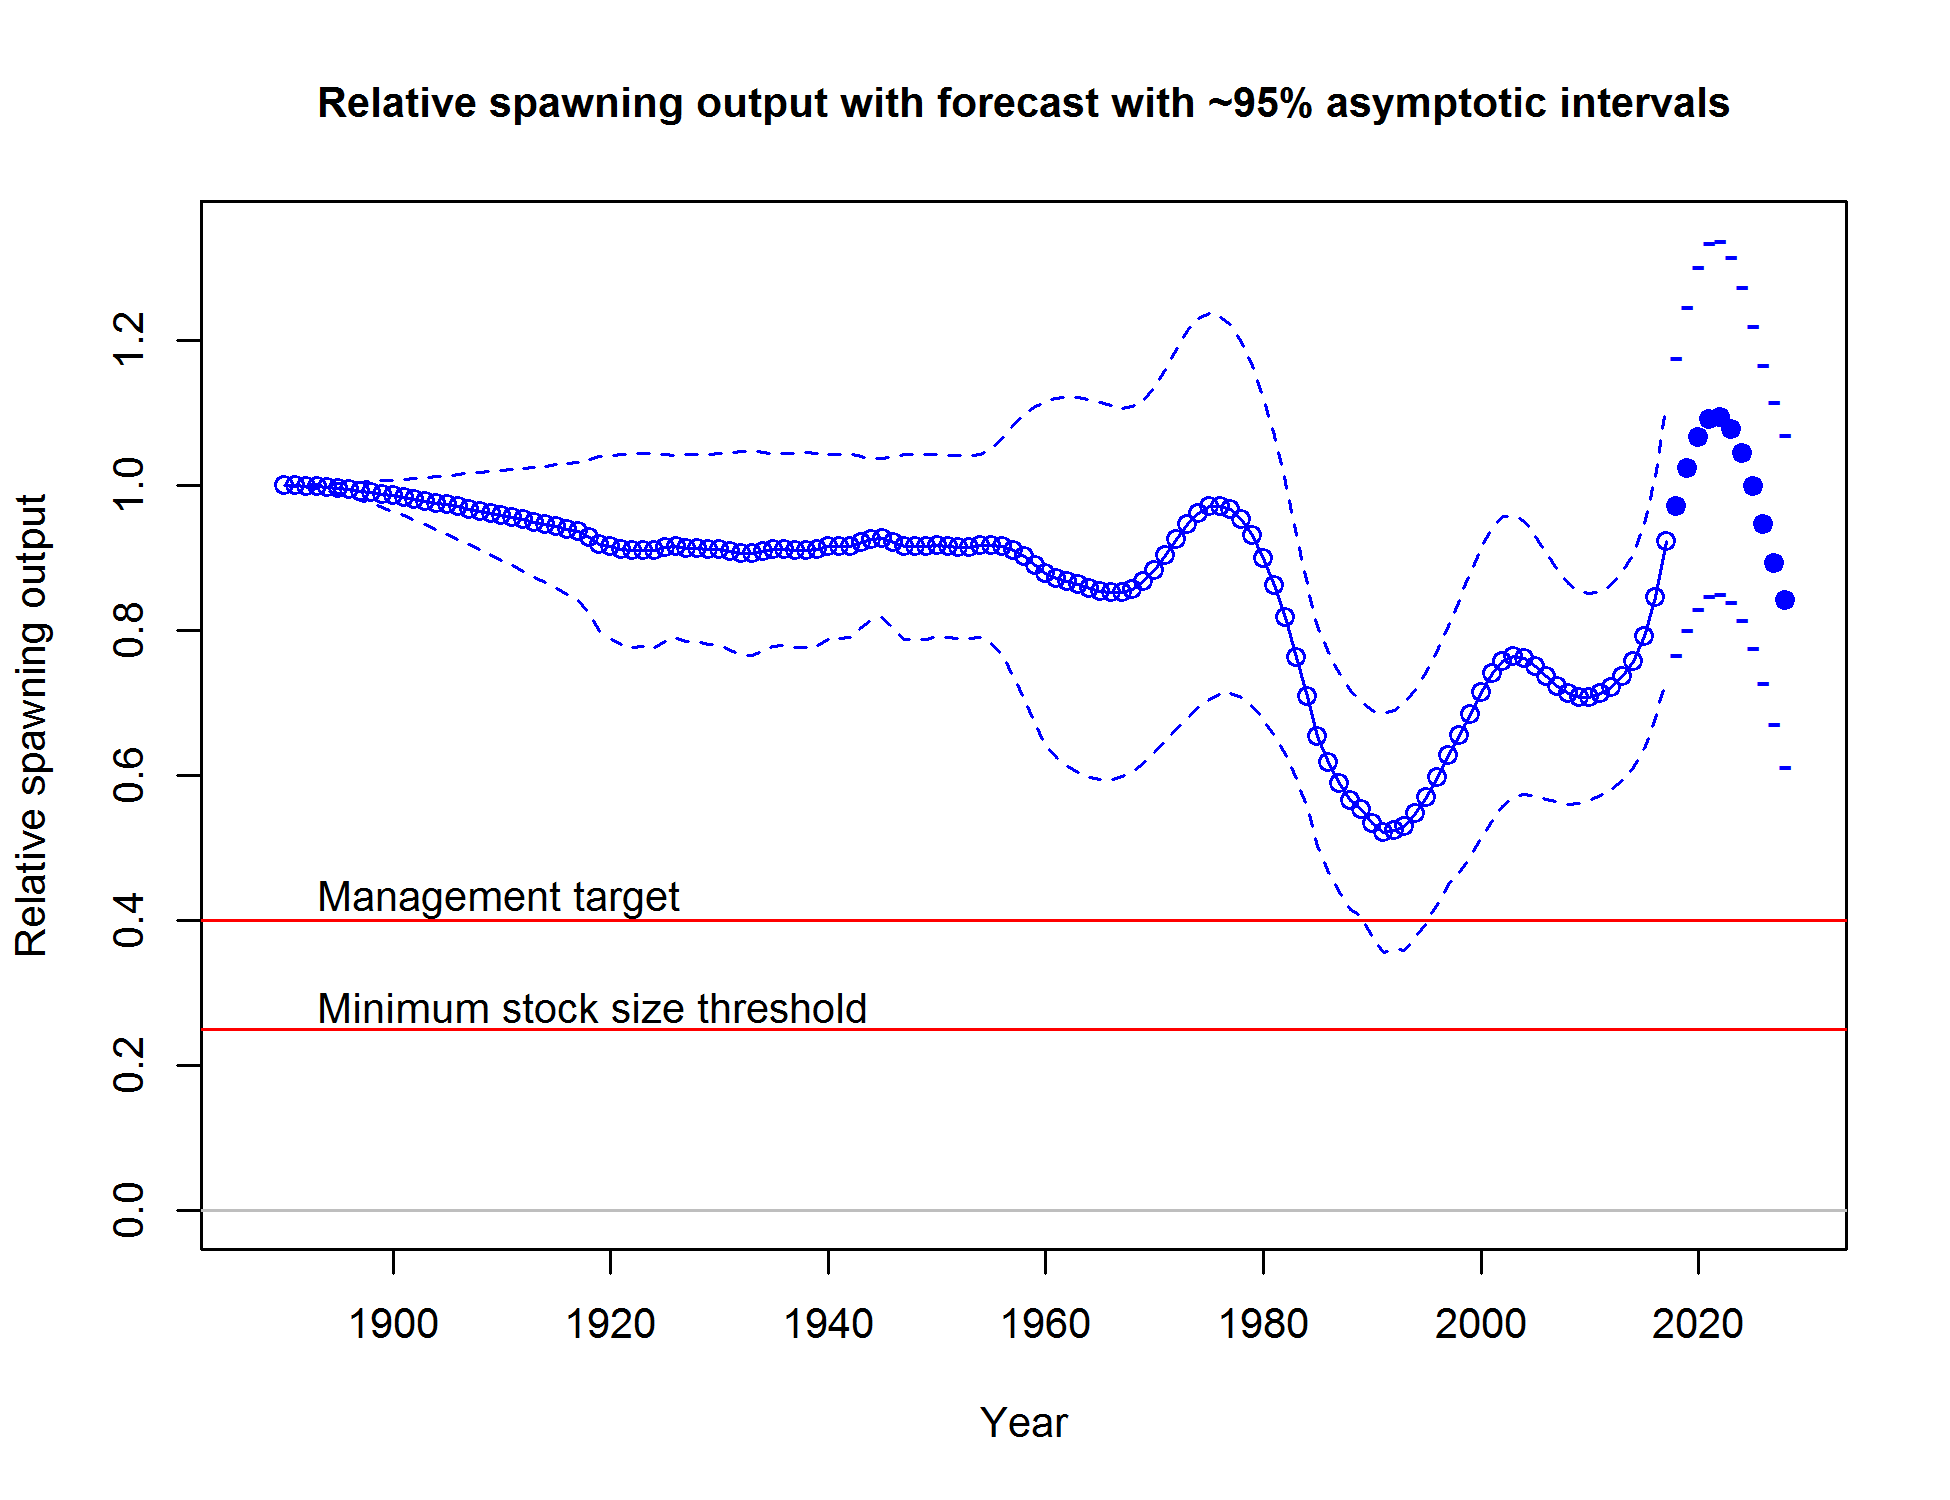 Relative spawning output with forecast with ~95% asymptotic intervals
Relative spawning output
1.2
1.0
0.8
0.6
0.4
0.2
0.0
Management target
Minimum stock size threshold
1900 1920 1940 1960 1980 2000 2020
Year